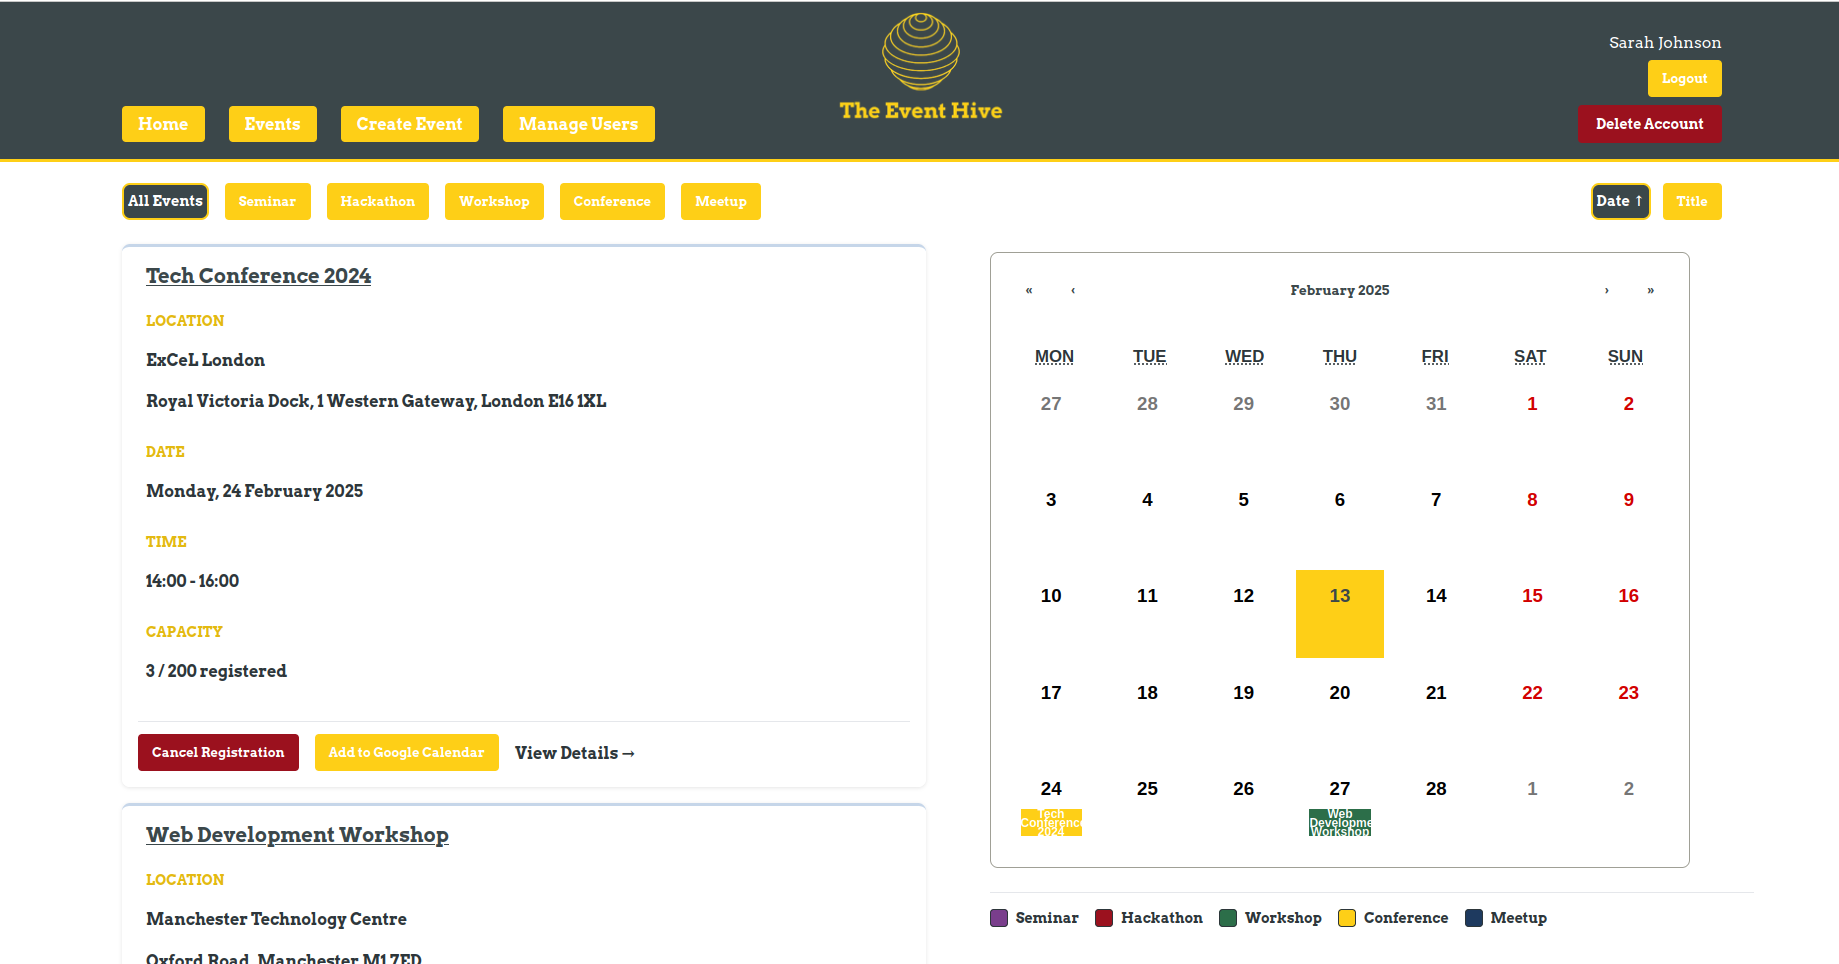 Sarah Johnson
Logout
The Event Hive
Home Events Create Event Manage Users
Delete Account
All Events Seminar Hackathon Workshop Conference Meetup
Date ↑ Title
Tech Conference 2024
LOCATION
ExCeL London
Royal Victoria Dock, 1 Western Gateway, London E16 1XL
DATE
Monday, 24 February 2025
TIME
14:00 - 16:00
CAPACITY
3 / 200 registered
Cancel Registration Add to Google Calendar View Details →
Web Development Workshop
LOCATION
Manchester Technology Centre
Oxford Road, Manchester M1 7ED
« ‹ February 2025 › »
MON TUE WED THU FRI SAT SUN
27 28 29 30 31 1 2
3 4 5 6 7 8 9
10 11 12 13 14 15 16
17 18 19 20 21 22 23
24 25 26 27 28 1 2
Tech
Conference
2024
Web
Developme
Workshop
Seminar Hackathon Workshop Conference Meetup